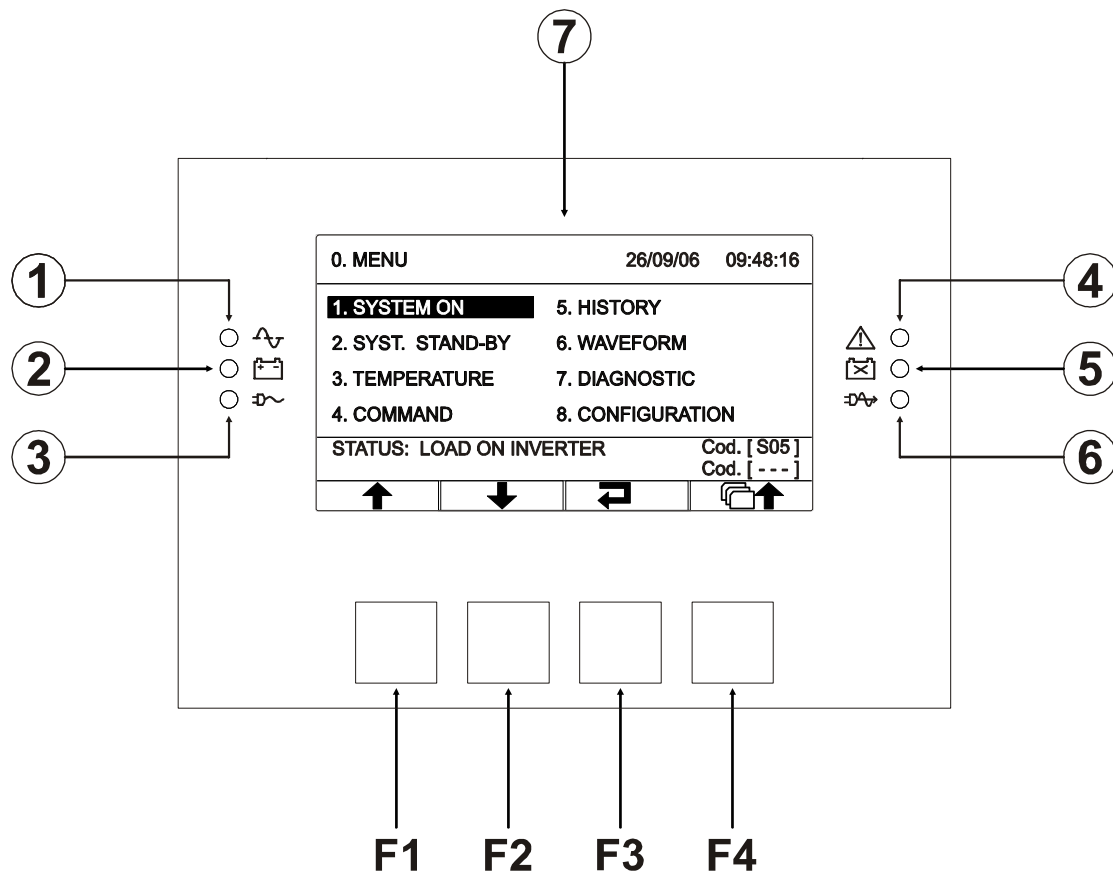 7
0. MENU 26/09/06 09:48:16
1. SYSTEM ON 5. HISTORY
2. SYST. STAND-BY 6. WAVEFORM
3. TEMPERATURE 7. DIAGNOSTIC
4. COMMAND 8. CONFIGURATION
STATUS: LOAD ON INVERTER Cod. [ S05 ]
Cod. [ - - - ]
1
2
3
4
5
6
F1 F2 F3 F4